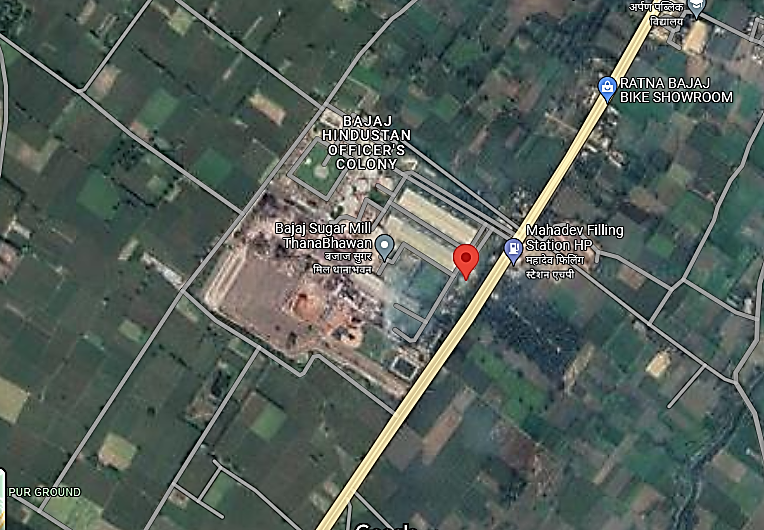 अर्पण पब्लिक
विद्यालय
RATNA BAJAJ
BIKE SHOWROOM
BAJAJ
HINDUSTAN
OFFICER'S
COLONY
Bajaj Sugar Mill
ThanaBhawan
बजाज सुगर
मिल थाना भवन
Mahadev Filling
Station HP
महादेव फिलिंग
स्टेशन एचपी
PUR GROUND